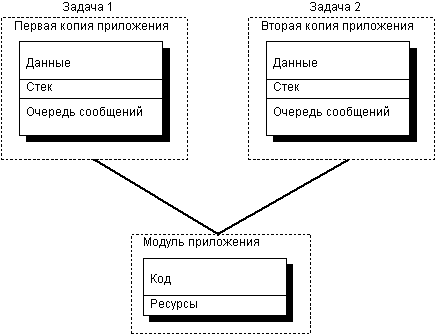 Задача 1
Первая копия приложения
Данные
Стек
Очередь сообщений
Задача 2
Вторая копия приложения
Данные
Стек
Очередь сообщений
Модуль приложения
Код
Ресурсы